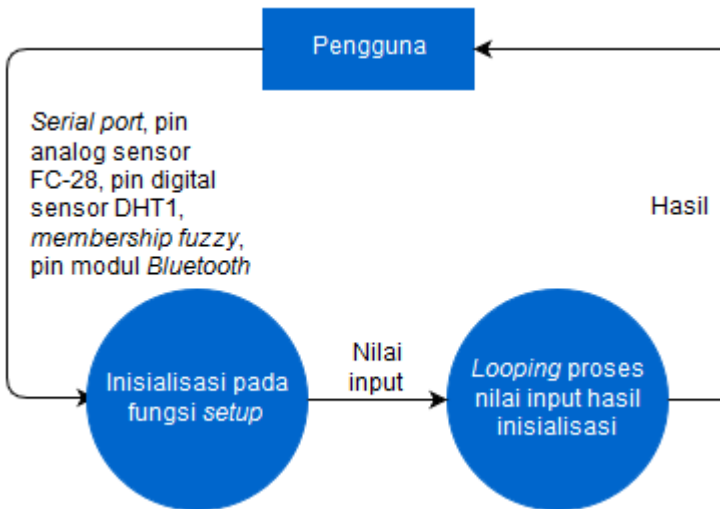 Pengguna
Serial port, pin
analog sensor
FC-28, pin digital
sensor DHT1,
membership fuzzy,
pin modul Bluetooth
Hasil
Inisialisasi pada
fungsi setup
Nilai
input
Looping proses
nilai input hasil
inisialisasi